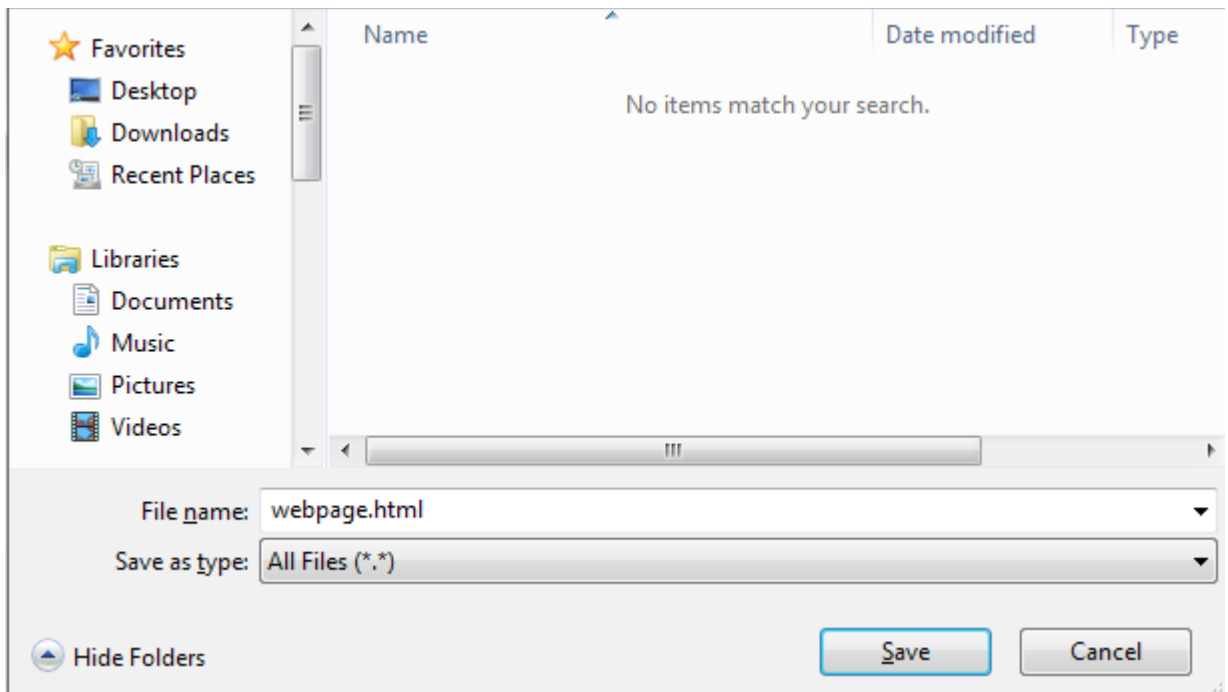 Favorites
Desktop
Downloads
Recent Places
Libraries
Documents
Music
Pictures
Videos
Name Date modified Type
No items match your search.
File name: webpage.html
Save as type: All Files (*.*)
Hide Folders Save Cancel